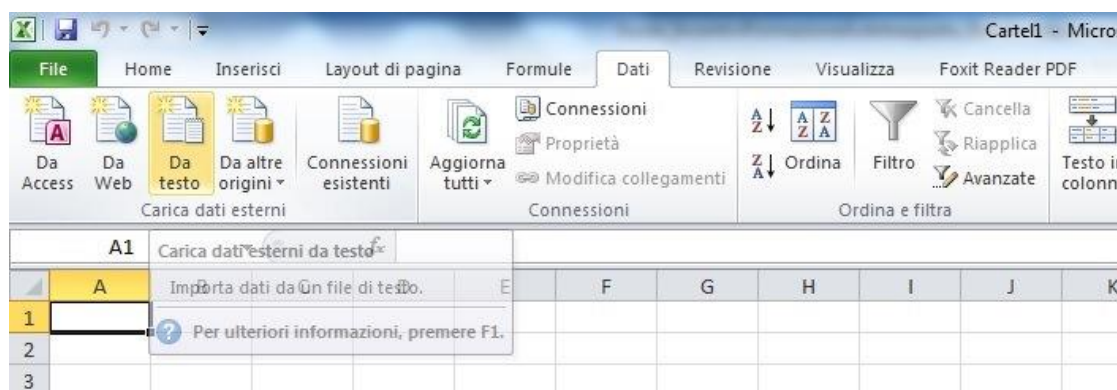 Cartel1 - Micro
File Home Inserisci Layout di pagina Formule Dati Revisione Visualizza Foxit Reader PDF
Da Access
Da Web
Da testo
Da altre origini
Connessioni esistenti
Carica dati esterni
Aggiorna tutti
Connessioni
Proprietà
Modifica collegamenti
Connessioni
A Z
Z A
A Z Z A
Ordina
Filtro
Cancella
Riapplica
Avanzate
Ordina e filtra
Testo i
colonn
A1 fx
Carica dati esterni da testo
Importa dati da un file di testo.
Per ulteriori informazioni, premere F1.
A B C D E F G H I J K
1
2
3